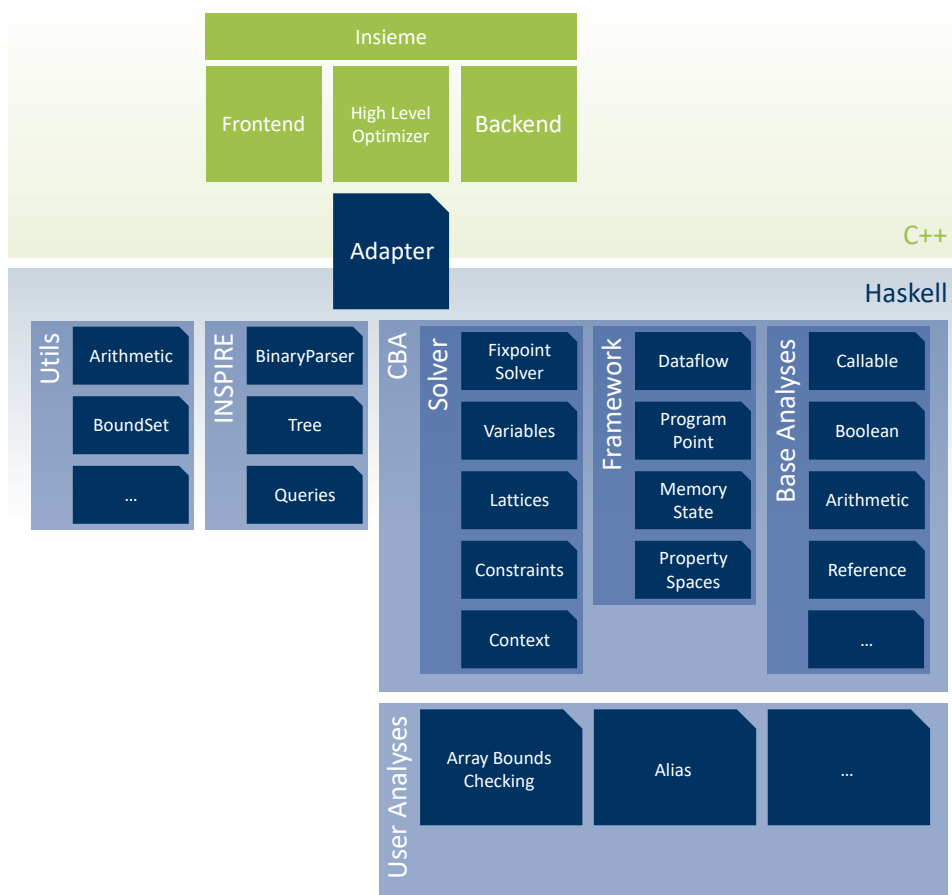 Insieme
Frontend
High Level
Optimizer
Backend
Adapter
C++
Haskell
Utils
Arithmetic
BoundSet
...
INSPIRE
BinaryParser
Tree
Queries
CBA
Solver
Fixpoint
Solver
Variables
Lattices
Constraints
Context
Framework
Dataflow
Program
Point
Memory
State
Property
Spaces
Base Analyses
Callable
Boolean
Arithmetic
Reference
...
User Analyses
Array Bounds
Checking
Alias
...